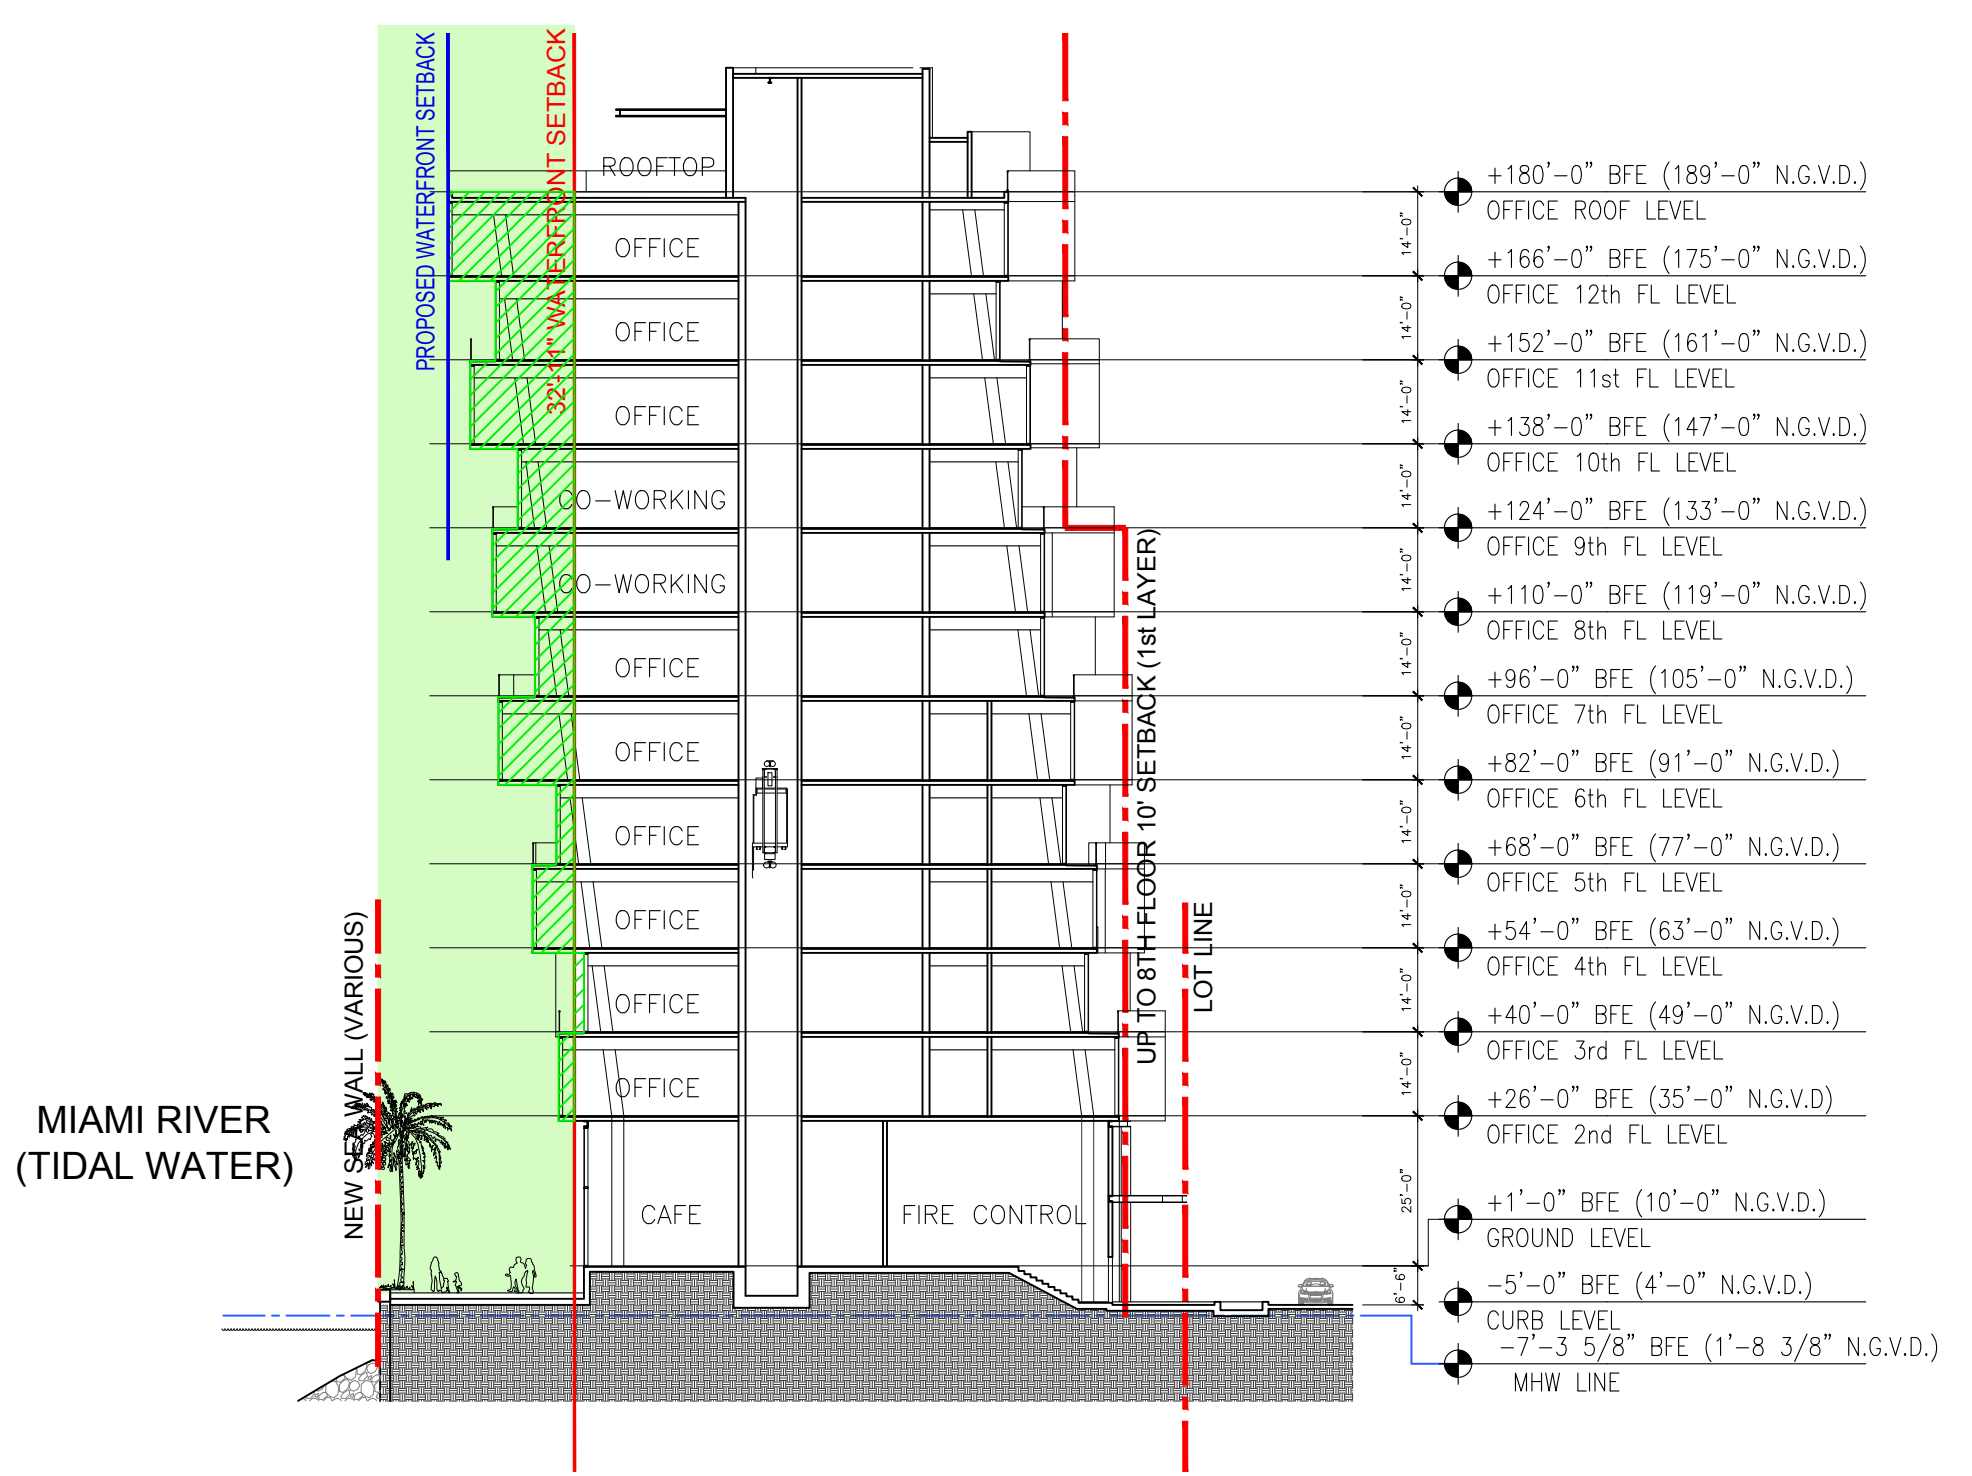 PROPOSED WATERFRONT SETBACK
32'-11" WATERFRONT SETBACK
ROOFTOP
OFFICE
OFFICE
OFFICE
CO-WORKING
CO-WORKING
OFFICE
OFFICE
OFFICE
OFFICE
OFFICE
OFFICE
CAFE
FIRE CONTROL
NEW SEA WALL (VARIOUS)
MIAMI RIVER
(TIDAL WATER)
UP TO 8TH FLOOR 10' SETBACK (1st LAYER)
LOT LINE
14'-0"
14'-0"
14'-0"
14'-0"
14'-0"
14'-0"
14'-0"
14'-0"
14'-0"
14'-0"
14'-0"
25'-0"
6'-6"
+180'-0" BFE (189'-0" N.G.V.D.)
OFFICE ROOF LEVEL
+166'-0" BFE (175'-0" N.G.V.D.)
OFFICE 12th FL LEVEL
+152'-0" BFE (161'-0" N.G.V.D.)
OFFICE 11st FL LEVEL
+138'-0" BFE (147'-0" N.G.V.D.)
OFFICE 10th FL LEVEL
+124'-0" BFE (133'-0" N.G.V.D.)
OFFICE 9th FL LEVEL
+110'-0" BFE (119'-0" N.G.V.D.)
OFFICE 8th FL LEVEL
+96'-0" BFE (105'-0" N.G.V.D.)
OFFICE 7th FL LEVEL
+82'-0" BFE (91'-0" N.G.V.D.)
OFFICE 6th FL LEVEL
+68'-0" BFE (77'-0" N.G.V.D.)
OFFICE 5th FL LEVEL
+54'-0" BFE (63'-0" N.G.V.D.)
OFFICE 4th FL LEVEL
+40'-0" BFE (49'-0" N.G.V.D.)
OFFICE 3rd FL LEVEL
+26'-0" BFE (35'-0" N.G.V.D)
OFFICE 2nd FL LEVEL
+1'-0" BFE (10'-0" N.G.V.D.)
GROUND LEVEL
-5'-0" BFE (4'-0" N.G.V.D.)
CURB LEVEL
-7'-3 5/8" BFE (1'-8 3/8" N.G.V.D.)
MHW LINE